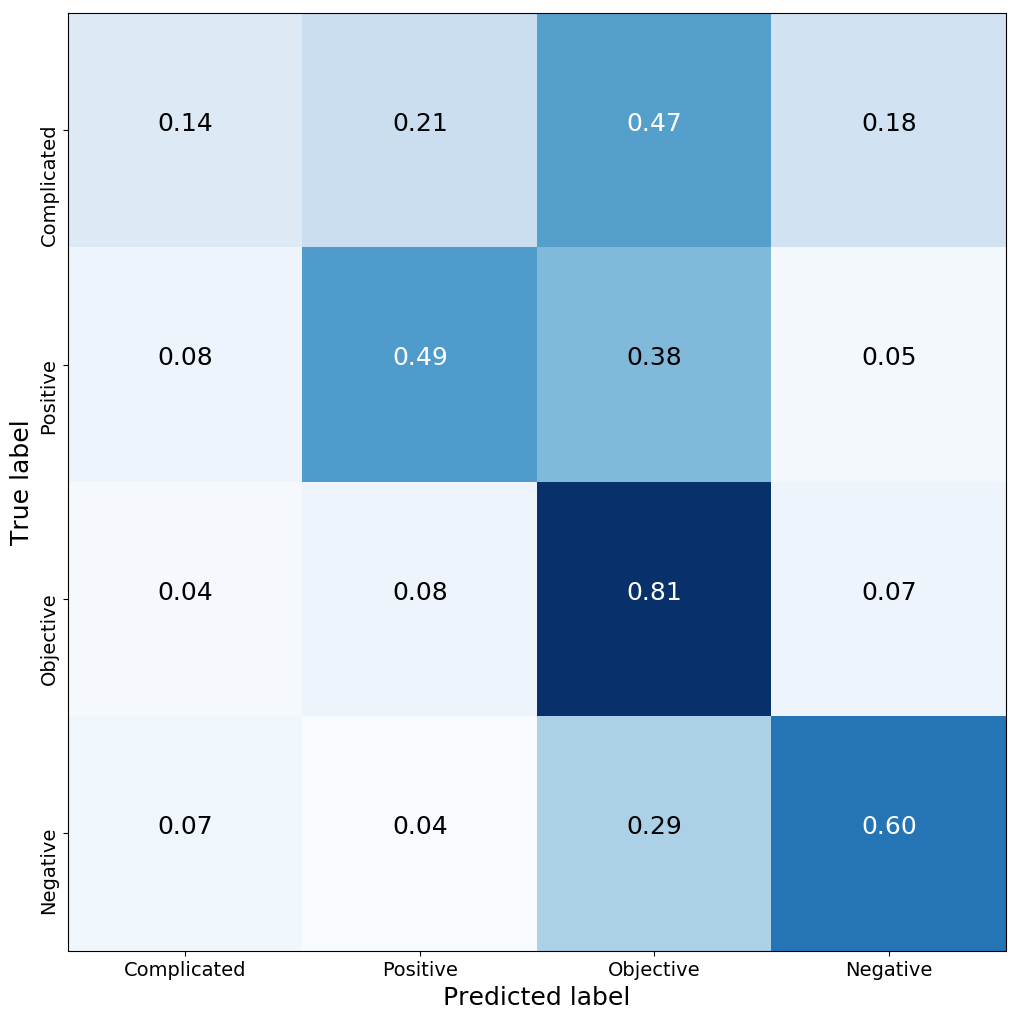 True label
Complicated
0.14 0.21 0.47 0.18
Positive
0.08 0.49 0.38 0.05
Objective
0.04 0.08 0.81 0.07
Negative
0.07 0.04 0.29 0.60
Complicated Positive Objective Negative
Predicted label